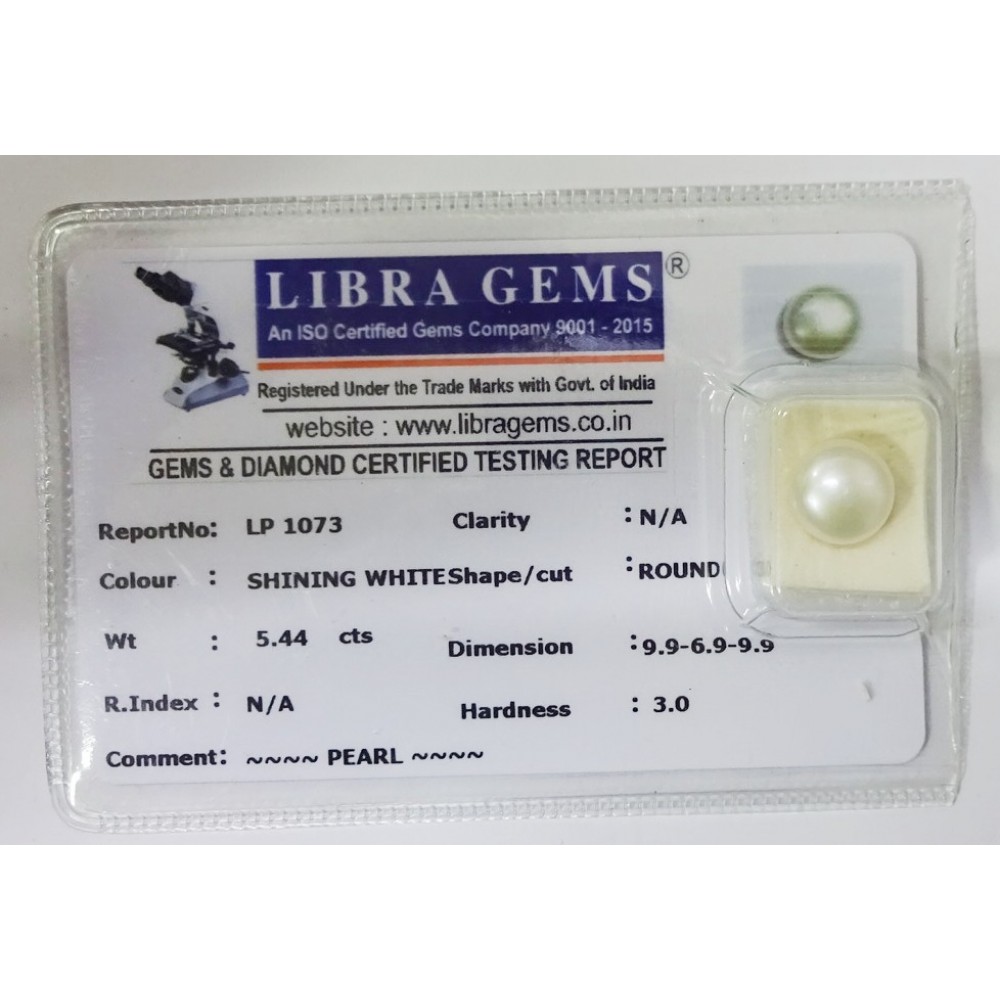 LIBRA GEMS ®
An ISO Certified Gems Company 9001 - 2015
Registered Under the Trade Marks with Govt. of India
website : www.libragems.co.in
GEMS & DIAMOND CERTIFIED TESTING REPORT
ReportNo: LP 1073 Clarity : N/A
Colour : SHINING WHITE Shape/cut : ROUND
Wt : 5.44 cts Dimension : 9.9-6.9-9.9
R.Index : N/A Hardness : 3.0
Comment: ~~~~ PEARL ~~~~